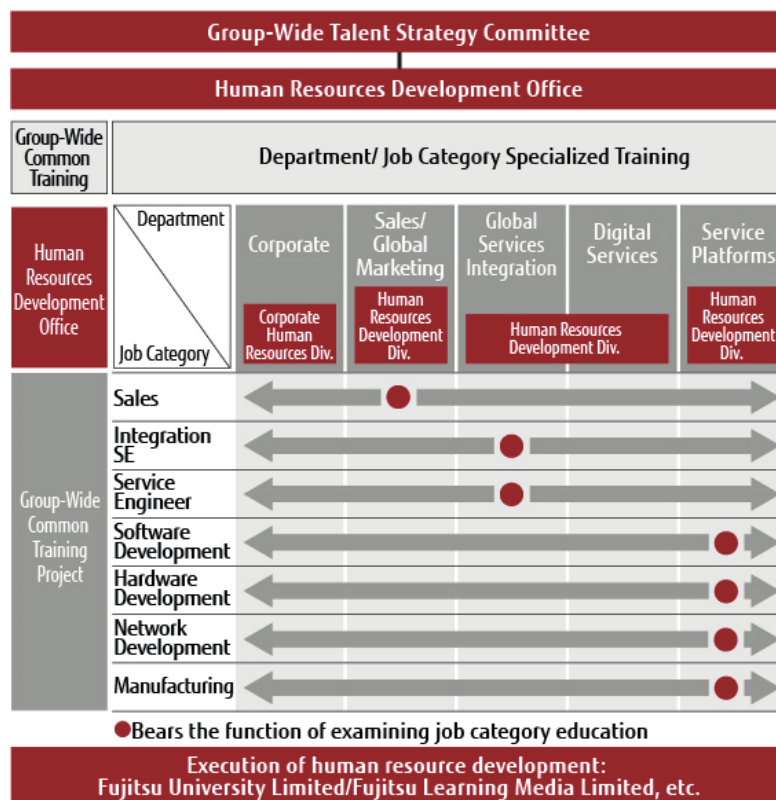 Group-Wide Talent Strategy Committee
Human Resources Development Office
Group-Wide
Common
Training
Department/ Job Category Specialized Training
Human
Resources
Development
Office
Department
Job Category
Corporate
Corporate
Human
Resources Div.
Sales/
Global
Marketing
Human
Resources
Development
Div.
Global
Services
Integration
Digital
Services
Human Resources
Development Div.
Service
Platforms
Human
Resources
Development
Div.
Group-Wide
Common
Training
Project
Sales
Integration
SE
Service
Engineer
Software
Development
Hardware
Development
Network
Development
Manufacturing
Bears the function of examining job category education
Execution of human resource development:
Fujitsu University Limited/Fujitsu Learning Media Limited, etc.